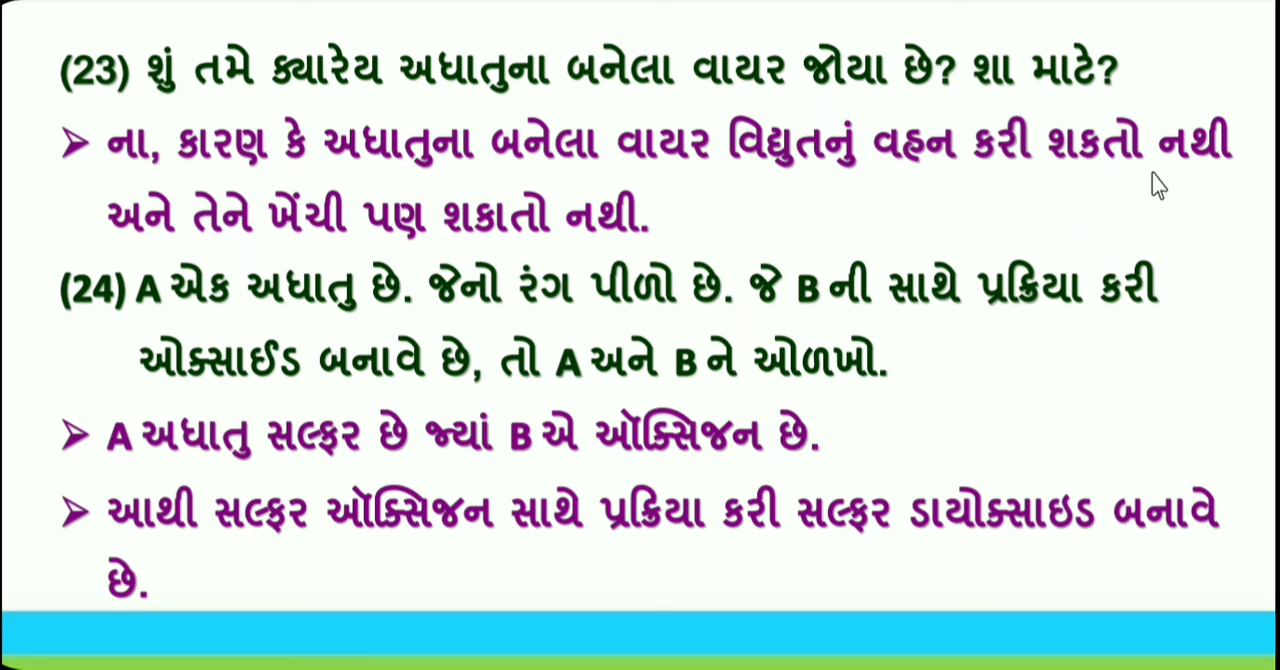 (23) શું તમે ક્યારેય અધાતુના બનેલા વાયર જોયા છે? શા માટે?
➢ ના, કારણ કે અધાતુના બનેલા વાયર વિદ્યુતનું વહન કરી શકતો નથી
અને તેને ખેંચી પણ શકાતો નથી.
(24) A એક અધાતુ છે. જેનો રંગ પીળો છે. જે B ની સાથે પ્રક્રિયા કરી
ઓક્સાઈડ બનાવે છે, તો A અને B ને ઓળખો.
➢ A અધાતુ સલ્ફર છે જ્યાં B એ ઑક્સિજન છે.
➢ આથી સલ્ફર ઑક્સિજન સાથે પ્રક્રિયા કરી સલ્ફર ડાયોક્સાઇડ બનાવે
છે.